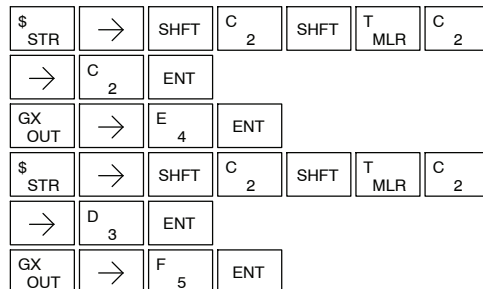 $ STR → SHFT C 2 SHFT T MLR C 2
→ C 2 ENT
GX OUT → E 4 ENT
$ STR → SHFT C 2 SHFT T MLR C 2
→ D 3 ENT
GX OUT → F 5 ENT